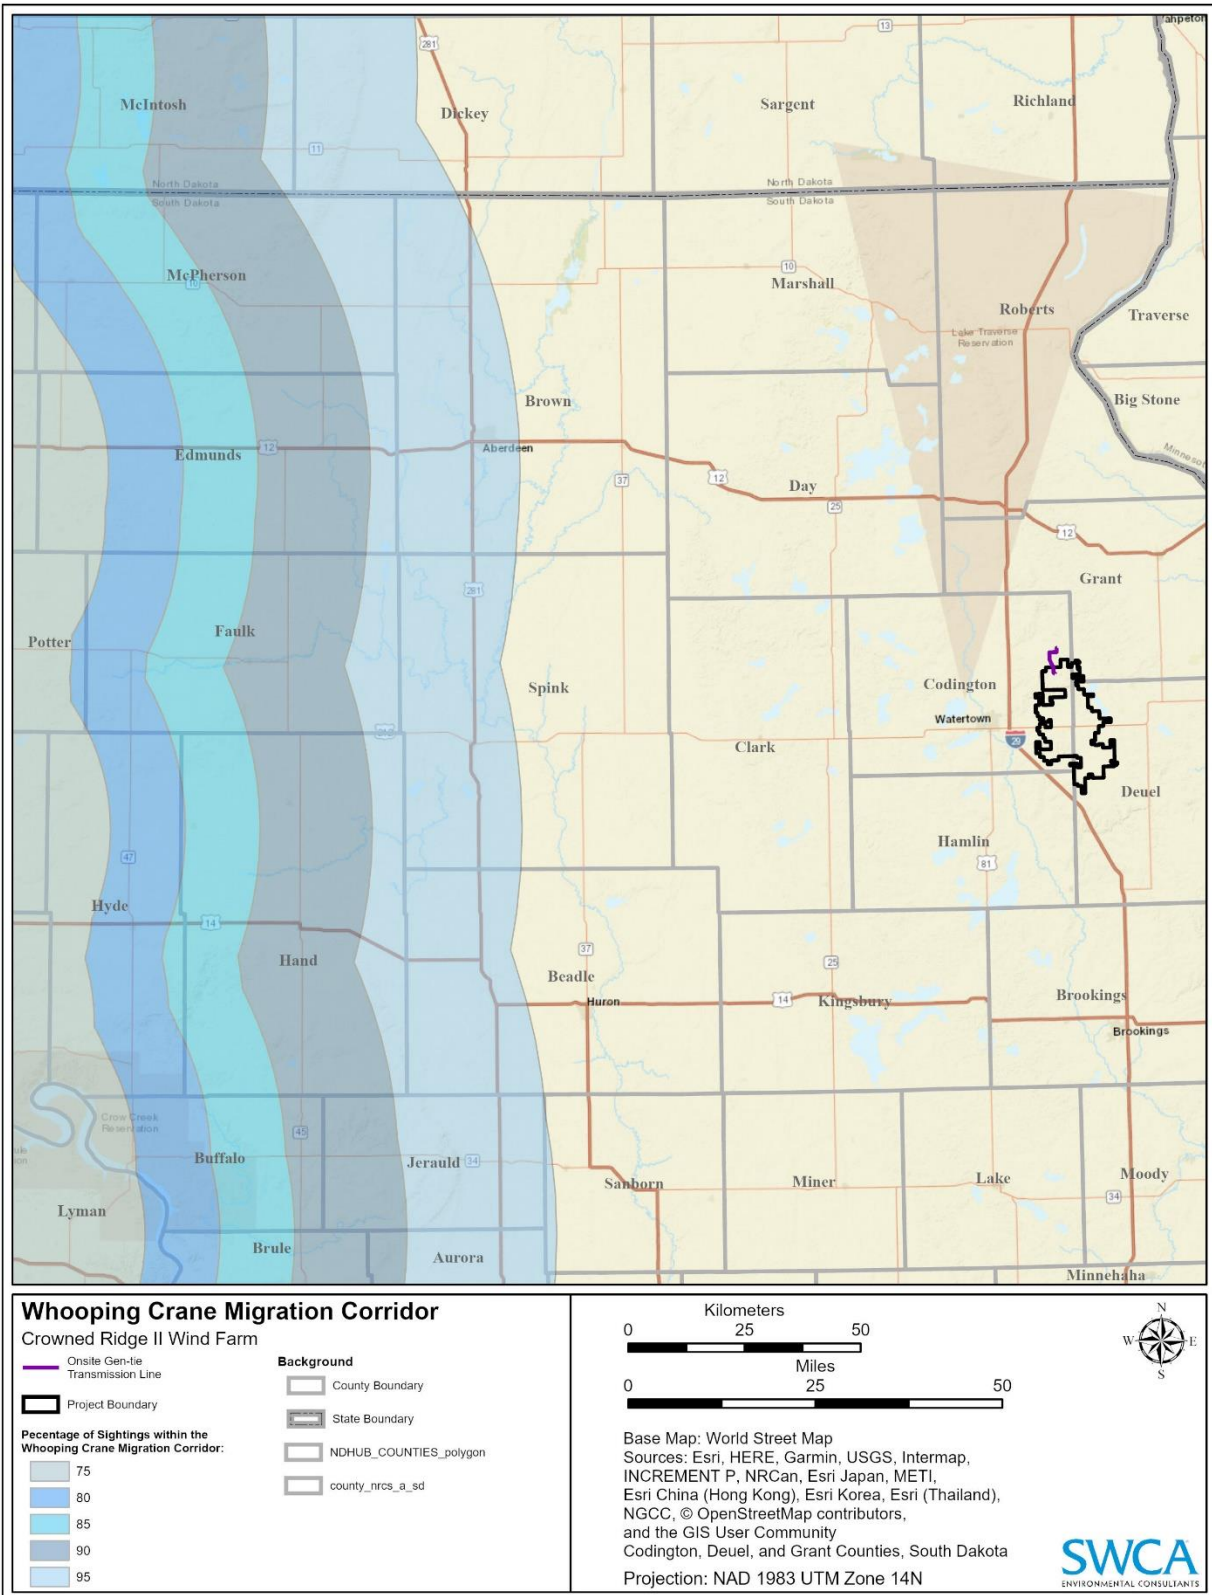 ahpeton
13
281
McIntosh
Dickey
Sargent
Richland
11
North Dakota
South Dakota
North Dakota
South Dakota
McPherson
10
10
Marshall
Roberts
Traverse
Lake Traverse
Reservation
Brown
Big Stone
Edmunds
12
Aberdeen
Minnesot
37
12
Day
25
12
Grant
281
Potter
Faulk
Spink
Codington
Watertown
212
29
Clark
Deuel
Hamlin
47
81
Hyde
14
Hand
37
Beadle
25
Huron
14
Kingsbury
Brookings
Brookings
Crow Creek
Reservation
45
Buffalo
Jerauld
34
Sanborn
Miner
Lake
Moody
34
Lyman
Brule
Aurora
Minnehaha
Whooping Crane Migration Corridor
Crowned Ridge II Wind Farm
Onsite Gen-tie
Transmission Line
Project Boundary
Pecentage of Sightings within the
Whooping Crane Migration Corridor:
75
80
85
90
95
Background
County Boundary
State Boundary
NDHUB_COUNTIES_polygon
county_nrcs_a_sd
Kilometers
0 25 50
Miles
0 25 50
N
W E
S
Base Map: World Street Map
Sources: Esri, HERE, Garmin, USGS, Intermap,
INCREMENT P, NRCan, Esri Japan, METI,
Esri China (Hong Kong), Esri Korea, Esri (Thailand),
NGCC, © OpenStreetMap contributors,
and the GIS User Community
Codington, Deuel, and Grant Counties, South Dakota
Projection: NAD 1983 UTM Zone 14N
SWCA
ENVIRONMENTAL CONSULTANTS